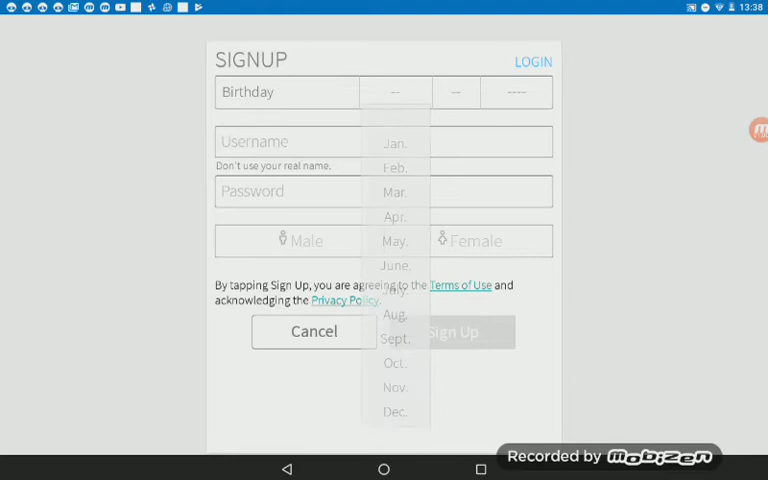 13:38
SIGNUP
LOGIN
Birthday -- -- ----
Username
Don't use your real name.
Password
Male
Female
Jan.
Feb.
Mar.
Apr.
May.
June.
July.
Aug.
Sept.
Oct.
Nov.
Dec.
By tapping Sign Up, you are agreeing to the Terms of Use and
acknowledging the Privacy Policy.
Cancel
Sign Up
Recorded by mobizen